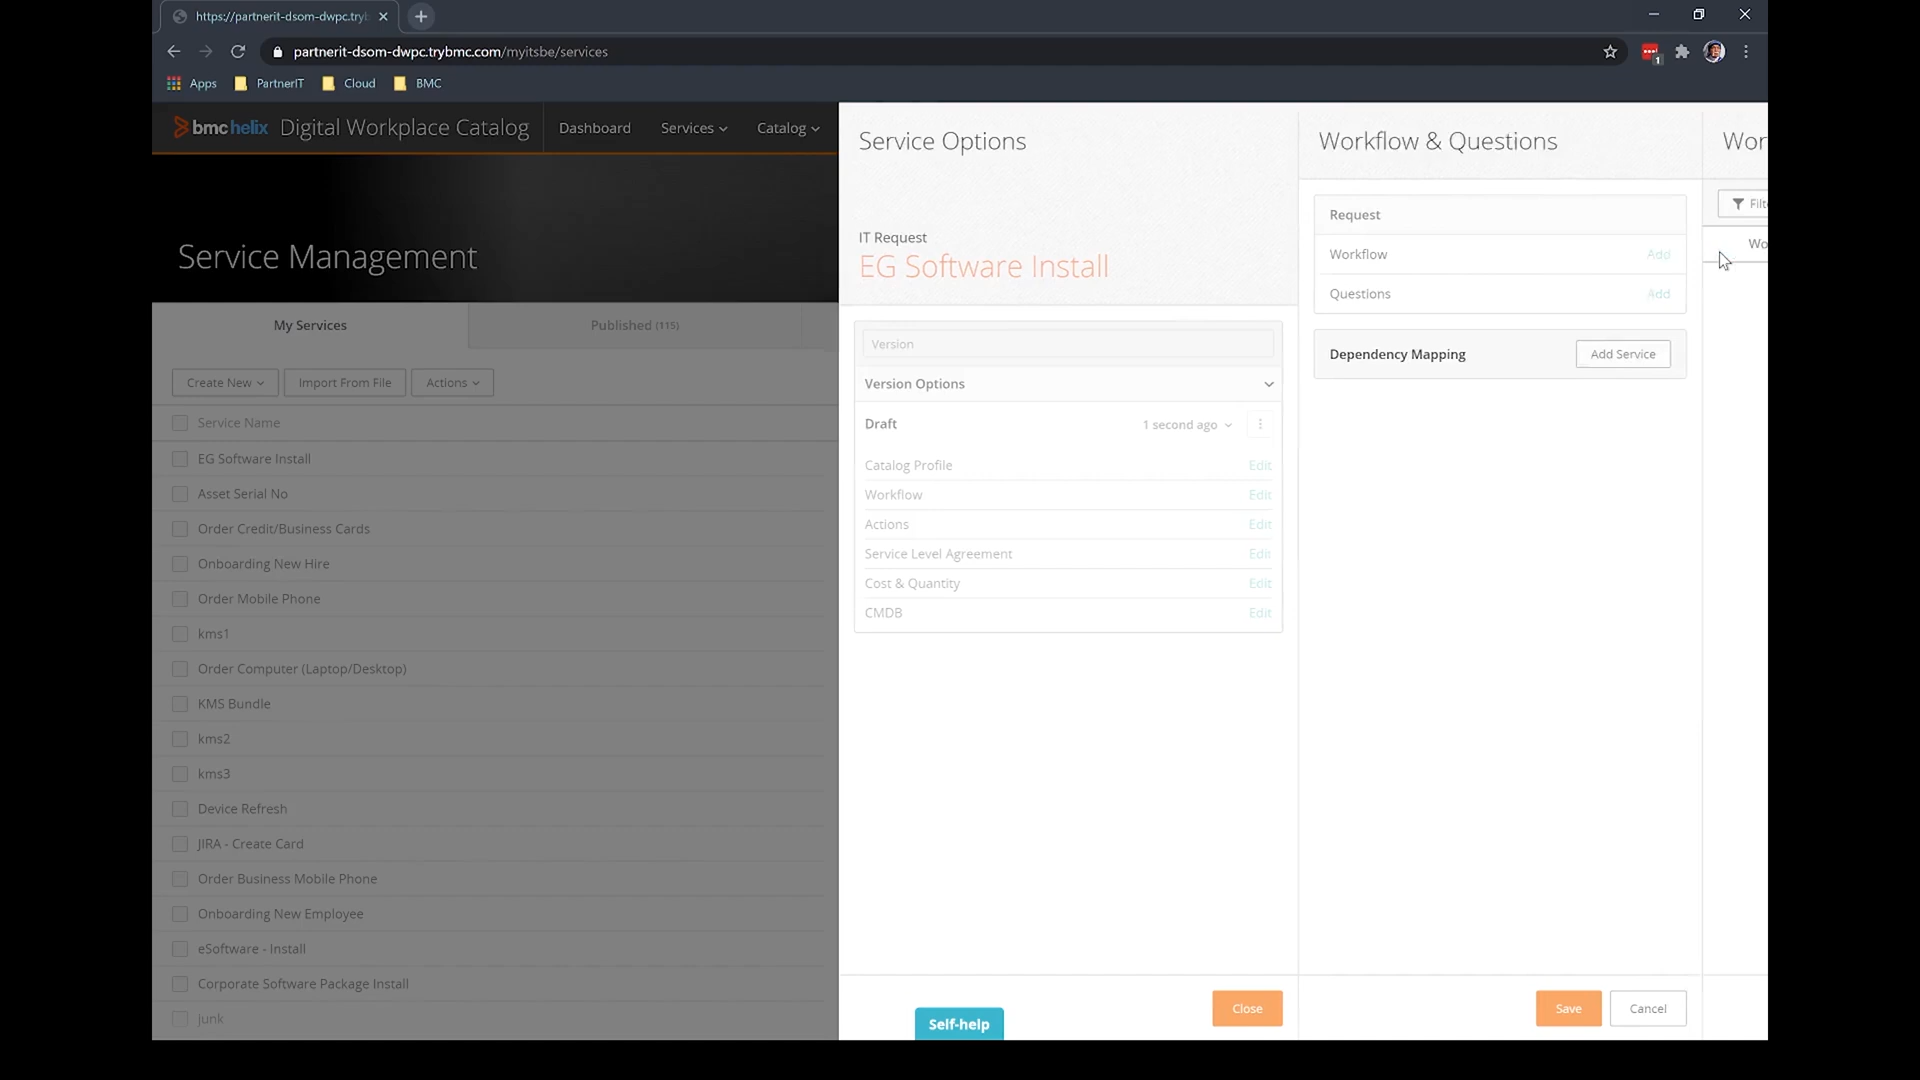 https://partnerit-dsom-dwpc.tryb
partnerit-dsom-dwpc.trybmc.com/myitsbe/services
1
Apps
PartnerIT
Cloud
BMC
bmc helix Digital Workplace Catalog
Dashboard
Services
Catalog
Service Management
My Services
Published (115)
Create New
Import From File
Actions
Service Name
EG Software Install
Asset Serial No
Order Credit/Business Cards
Onboarding New Hire
Order Mobile Phone
kms1
Order Computer (Laptop/Desktop)
KMS Bundle
kms2
kms3
Device Refresh
JIRA - Create Card
Order Business Mobile Phone
Onboarding New Employee
eSoftware - Install
Corporate Software Package Install
Junk
Service Options
IT Request
EG Software Install
Version
Version Options
Draft 1 second ago
Catalog Profile Edit
Workflow Edit
Actions Edit
Service Level Agreement Edit
Cost & Quantity Edit
CMDB Edit
Self-help
Close
Workflow & Questions
Request
Workflow Add
Questions Add
Dependency Mapping Add Service
Save
Cancel
Wor
Filt
Wo